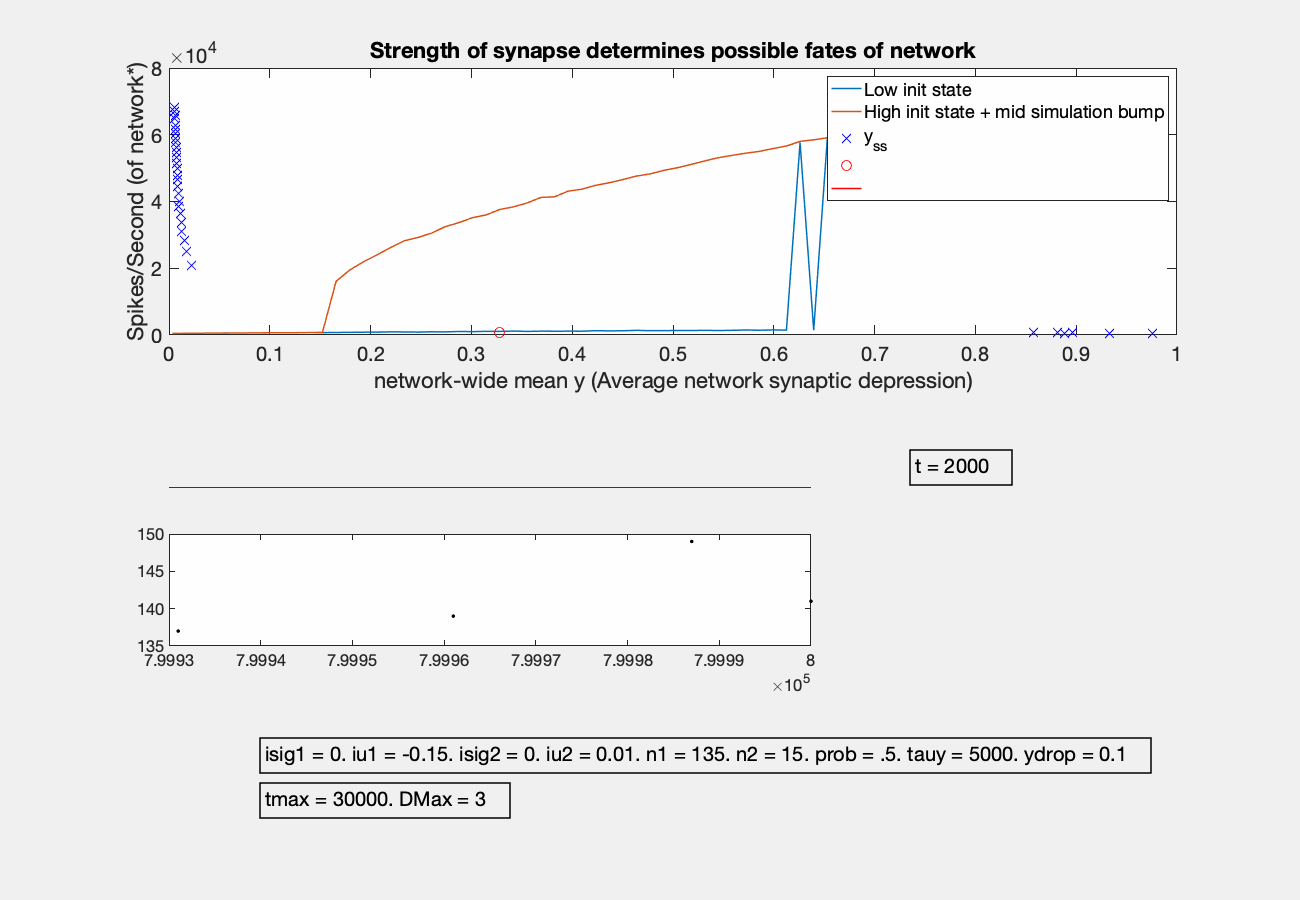 Strength of synapse determines possible fates of network
×10^4
Spikes/Second (of network*)
8
6
4
2
0
0 0.1 0.2 0.3 0.4 0.5 0.6 0.7 0.8 0.9 1
network-wide mean y (Average network synaptic depression)
Low init state
High init state + mid simulation bump
y_ss
t = 2000
150
145
140
135
7.9993 7.9994 7.9995 7.9996 7.9997 7.9998 7.9999 8
×10^5
isig1 = 0. iu1 = -0.15. isig2 = 0. iu2 = 0.01. n1 = 135. n2 = 15. prob = .5. tauy = 5000. ydrop = 0.1
tmax = 30000. DMax = 3